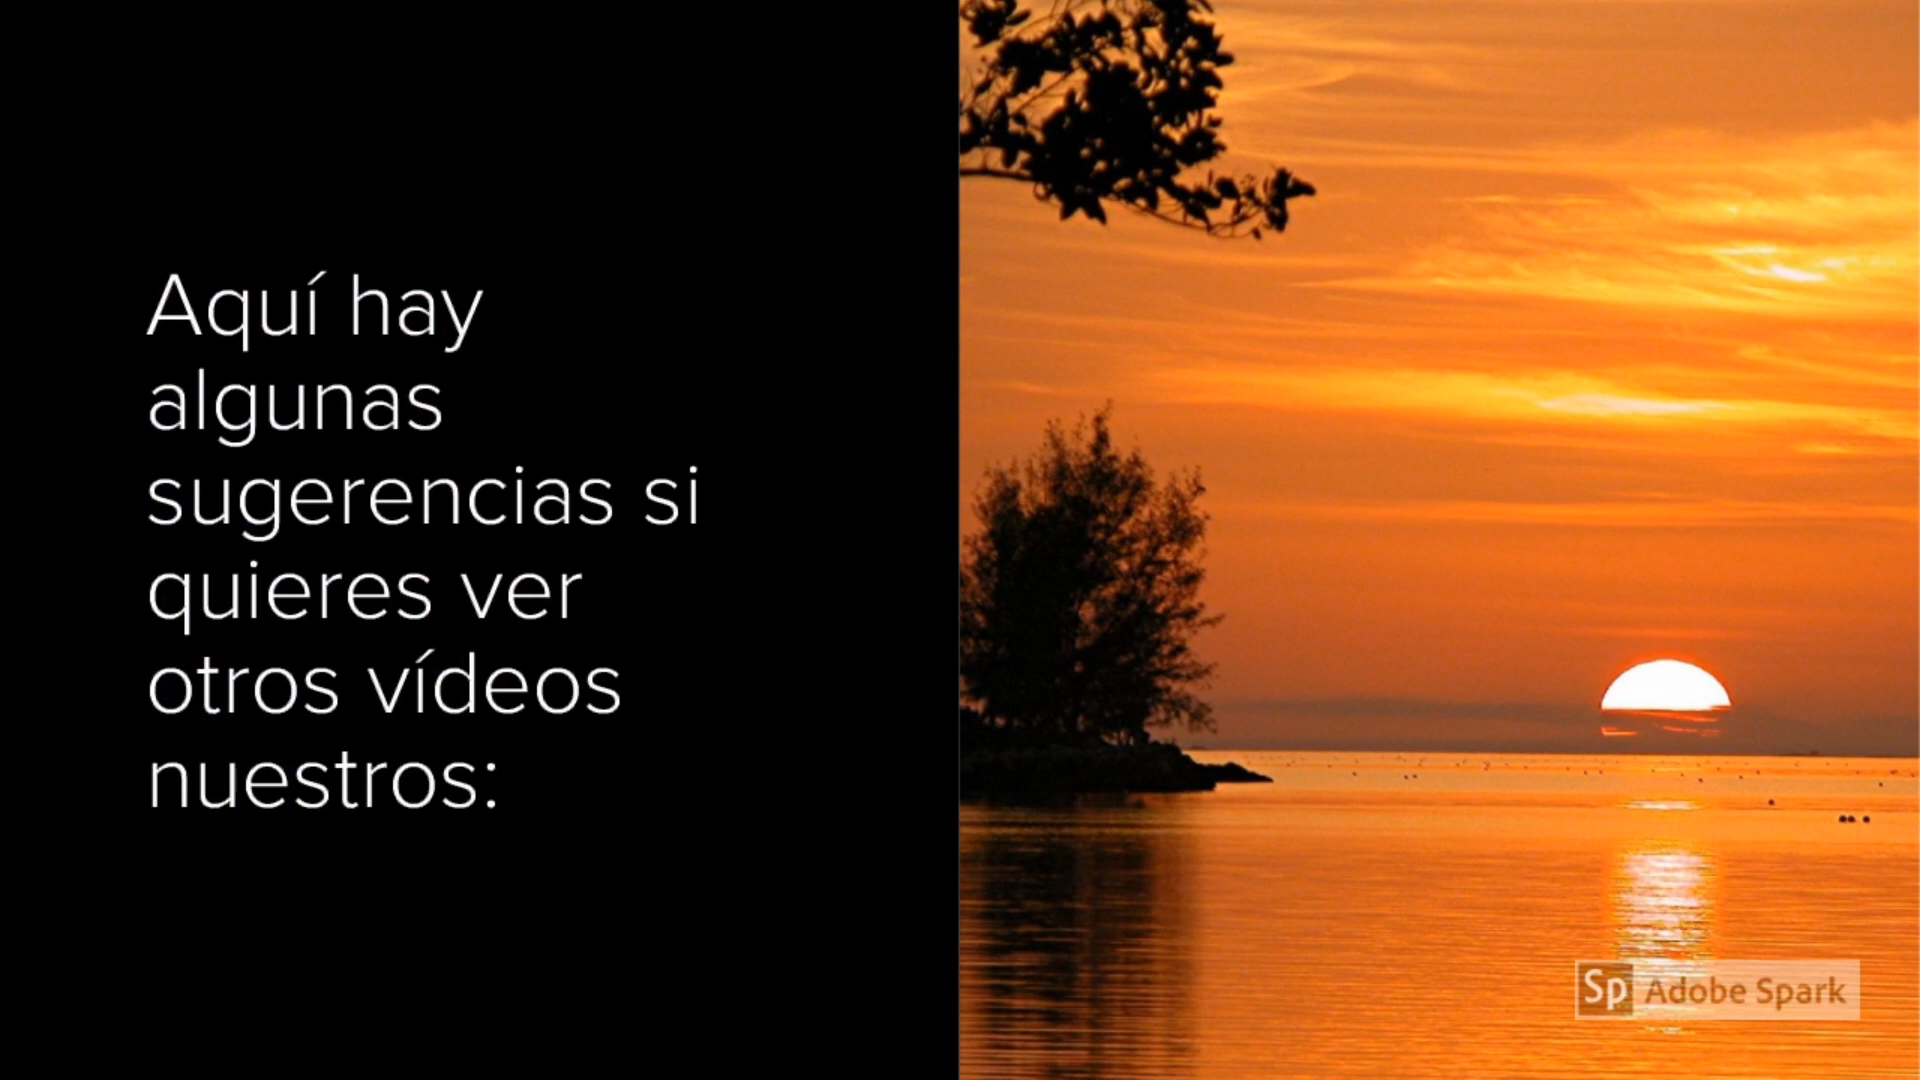 Aquí hay
algunas
sugerencias si
quieres ver
otros vídeos
nuestros:
Sp Adobe Spark